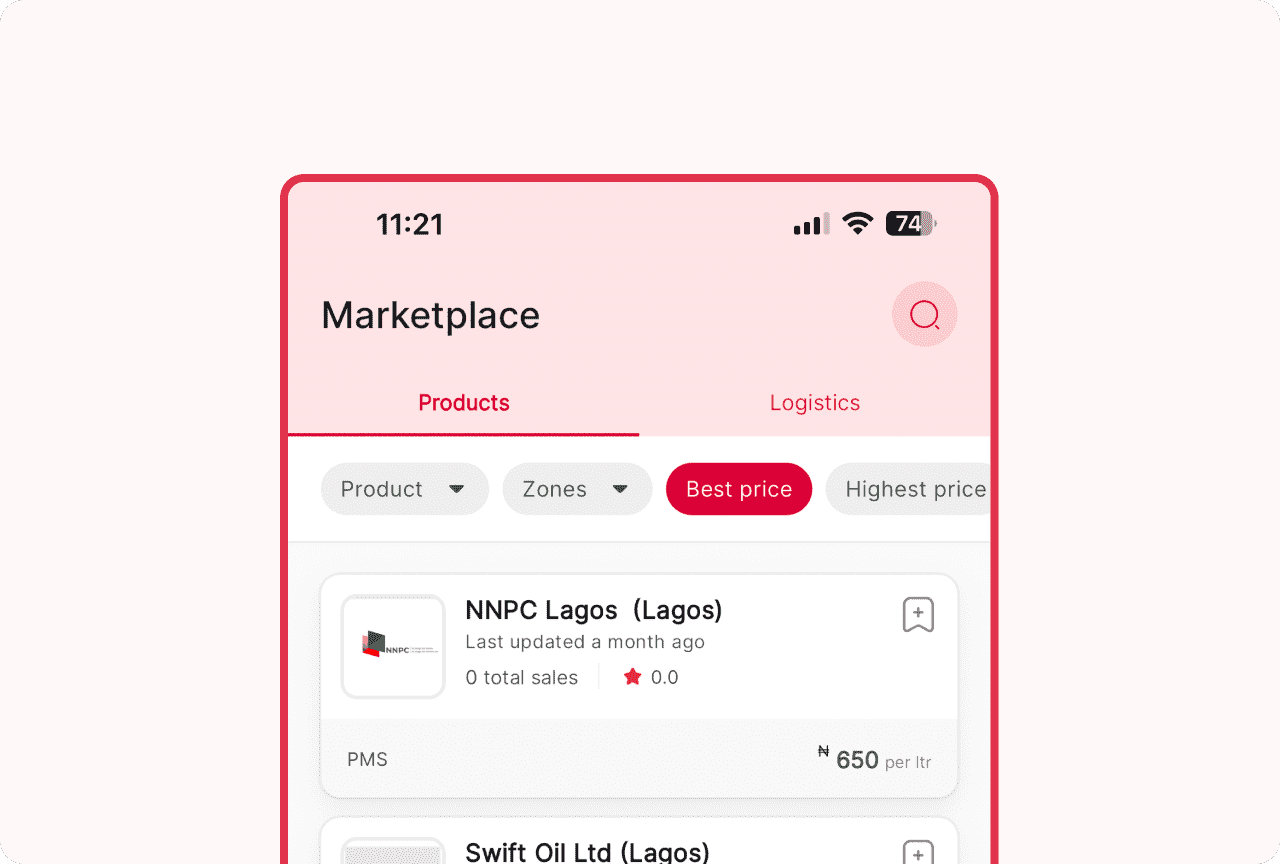 11:21
74
Marketplace
Products
Logistics
Product
Zones
Best price
Highest price
NNPC Lagos (Lagos)
Last updated a month ago
NNPC
0 total sales
0.0
PMS
₦ 650 per ltr
Swift Oil Ltd (Lagos)